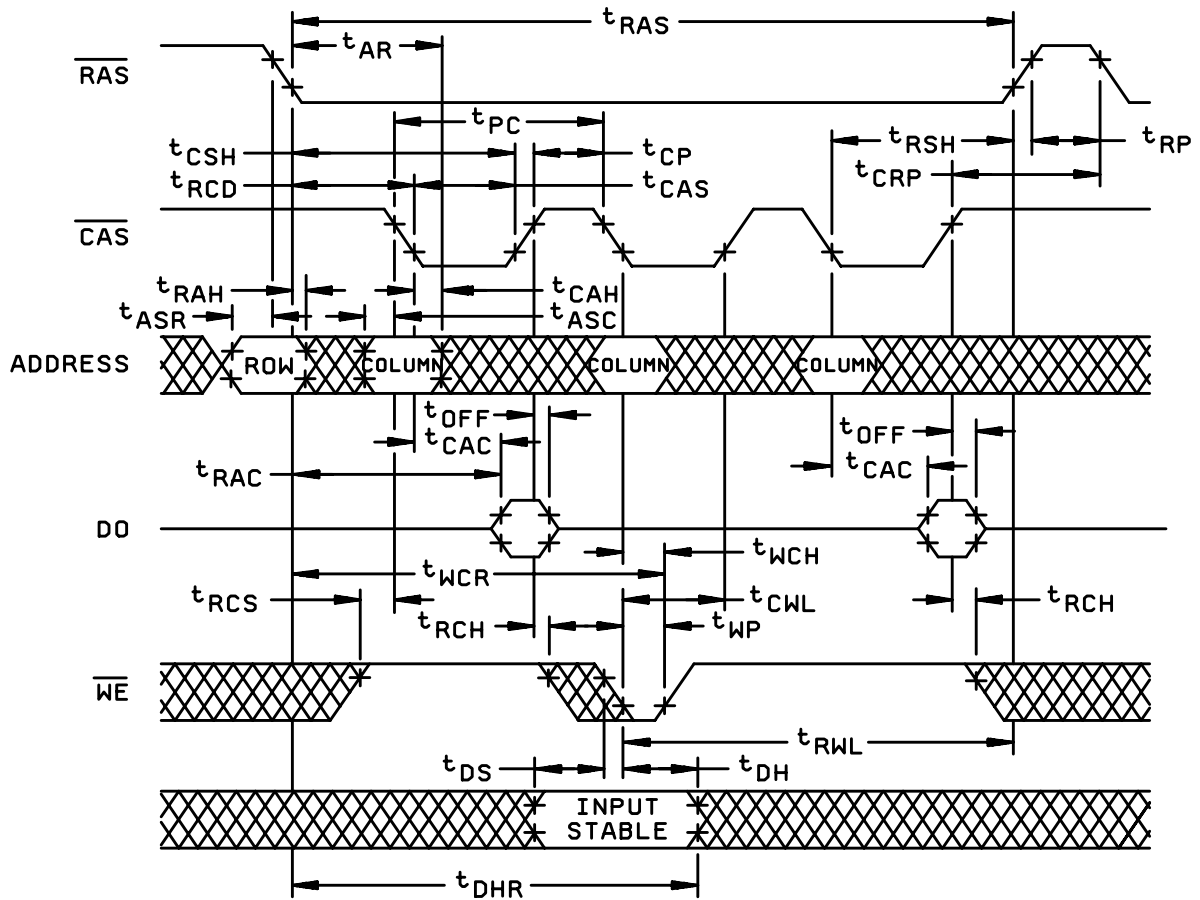 tRAS
tAR
RAS
tPC
tRSH
tRP
tCSH
tCP
tCRP
tRCD
tCAS
CAS
tRAH
tCAH
tASR
tASC
ADDRESS
ROW
COLUMN
COLUMN
COLUMN
tOFF
tOFF
tCAC
tCAC
tRAC
DO
tWCH
tWCR
tRCS
tCWL
tRCH
tRCH
tWP
WE
tRWL
tDS
tDH
INPUT
STABLE
tDHR